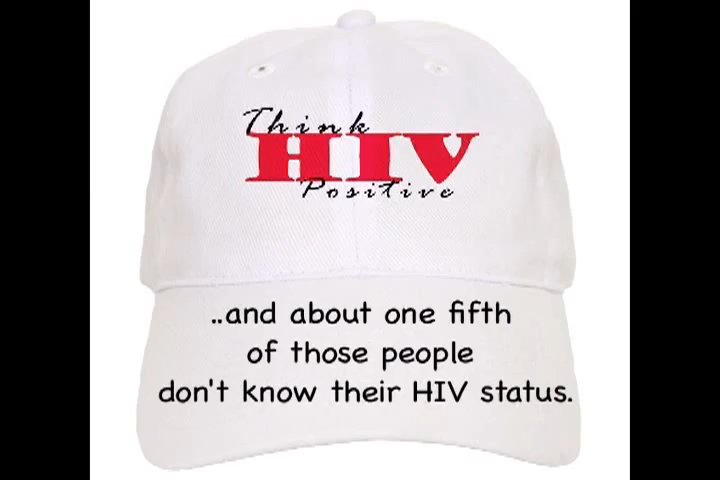 Think
HIV
Positive
..and about one fifth
of those people
don't know their HIV status.